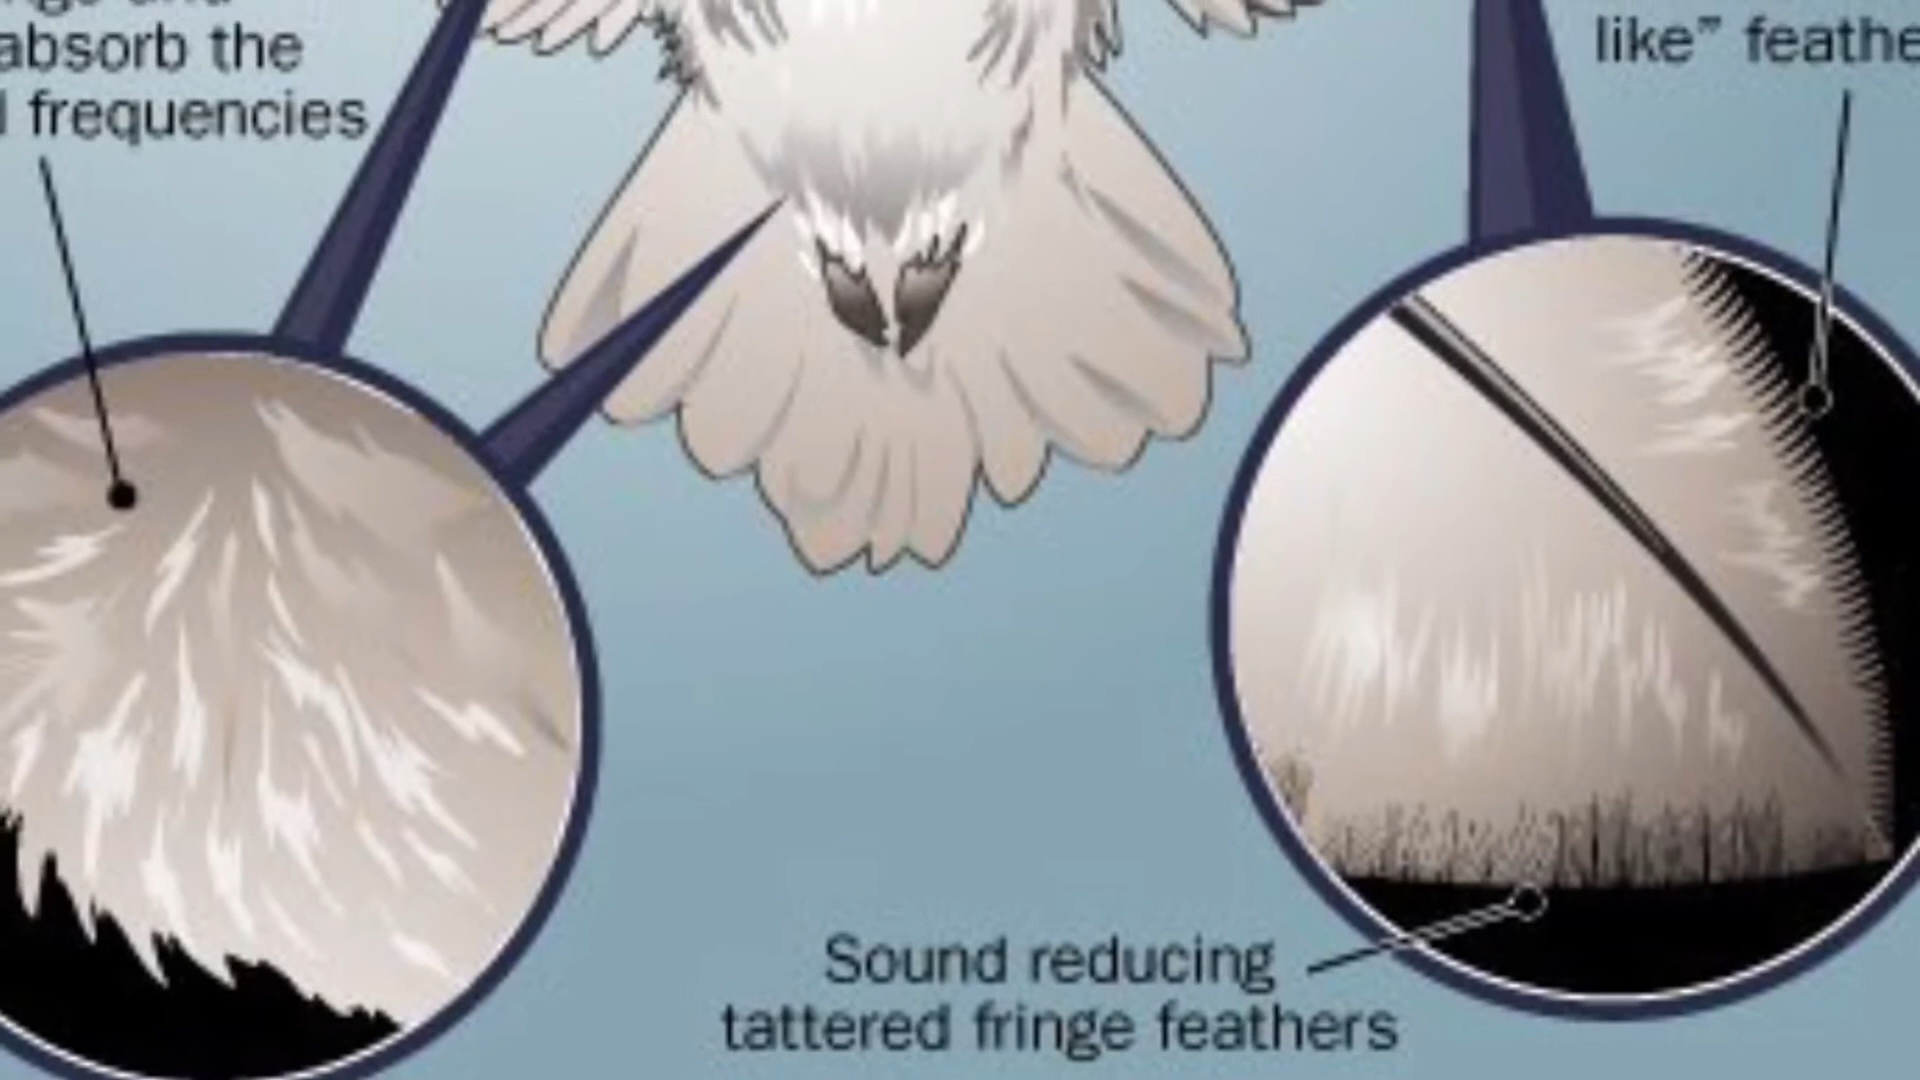 absorb the
frequencies
like” feathe
Sound reducing
tattered fringe feathers